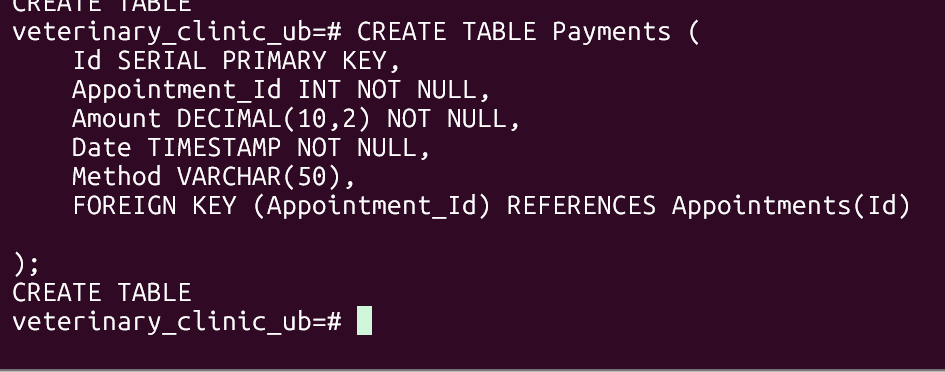 CREATE TABLE
veterinary_clinic_ub=# CREATE TABLE Payments (
    Id SERIAL PRIMARY KEY,
    Appointment_Id INT NOT NULL,
    Amount DECIMAL(10,2) NOT NULL,
    Date TIMESTAMP NOT NULL,
    Method VARCHAR(50),
    FOREIGN KEY (Appointment_Id) REFERENCES Appointments(Id)
);
CREATE TABLE
veterinary_clinic_ub=#